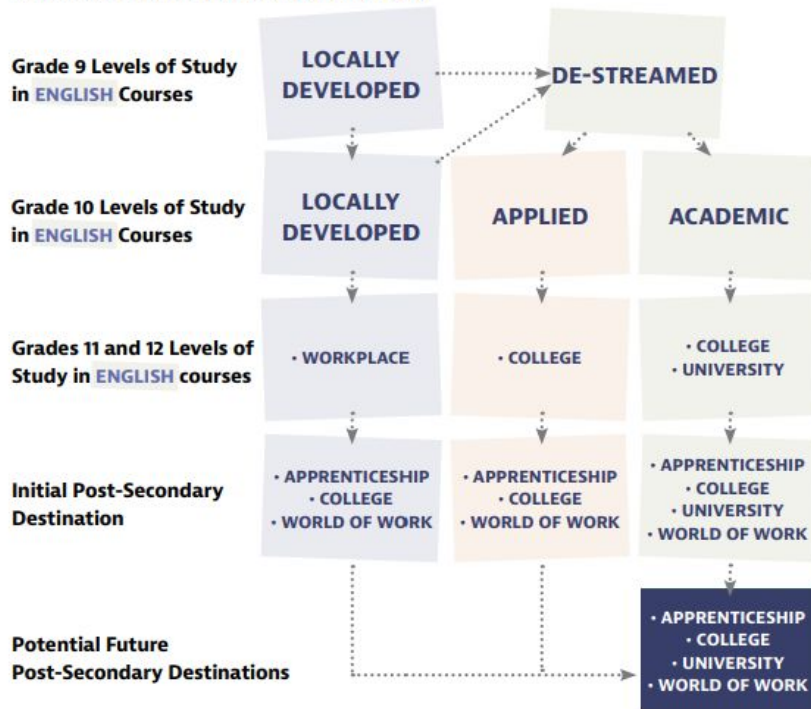 Grade 9 Levels of Study
in ENGLISH Courses
LOCALLY
DEVELOPED
DE-STREAMED
Grade 10 Levels of Study
in ENGLISH Courses
LOCALLY
DEVELOPED
APPLIED
ACADEMIC
Grades 11 and 12 Levels of
Study in ENGLISH courses
• WORKPLACE
• COLLEGE
• COLLEGE
• UNIVERSITY
Initial Post-Secondary
Destination
• APPRENTICESHIP
• COLLEGE
• WORLD OF WORK
• APPRENTICESHIP
• COLLEGE
• WORLD OF WORK
• APPRENTICESHIP
• COLLEGE
• UNIVERSITY
• WORLD OF WORK
Potential Future
Post-Secondary Destinations
• APPRENTICESHIP
• COLLEGE
• UNIVERSITY
• WORLD OF WORK